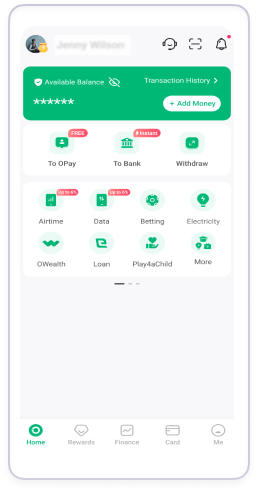 Jenny Wilson
Available Balance
Transaction History >
******
+ Add Money
FREE
# Instant
To OPay
To Bank
Withdraw
Up to 6%
Up to 6%
Airtime
Data
Betting
Electricity
OWealth
Loan
Play4aChild
More
Home
Rewards
Finance
Card
Me